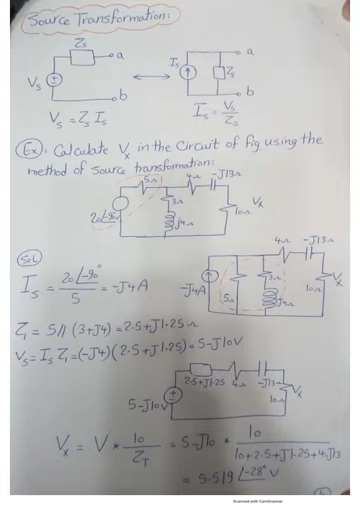 Source Transformation:
Zs
a
Vs
b
Vs = Zs Is
Is
a
Zs
b
Is = Vs / Zs
Ex: Calculate Vx in the circuit of fig. using the
method of source transformation:
5Ω
4Ω
-J13Ω
3Ω
J4Ω
10Ω
Vx
20∠-90
Sol
Is = 20∠-90° / 5 = -J4A
4Ω
-J13Ω
-J4A
5Ω
3Ω
J4Ω
10Ω
Vx
Z1 = 5 // (3+J4) = 2.5+J1.25Ω
Vs = Is Z1 = (-J4)(2.5+J1.25) = 5-J10V
2.5+J1.25
4Ω
-J13Ω
Vx
10Ω
5-J10V
Vx = V * 10 / ZT = 5-J10 * 10 / 10+2.5+J1.25+4-J13
= 5.519 ∠-28° V
Scanned with CamScanner